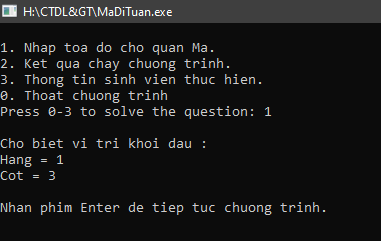 H:\CTDL&GT\MaDiTuan.exe
1. Nhap toa do cho quan Ma.
2. Ket qua chay chuong trinh.
3. Thong tin sinh vien thuc hien.
0. Thoat chuong trinh
Press 0-3 to solve the question: 1
Cho biet vi tri khoi dau :
Hang = 1
Cot = 3
Nhan phim Enter de tiep tuc chuong trinh.